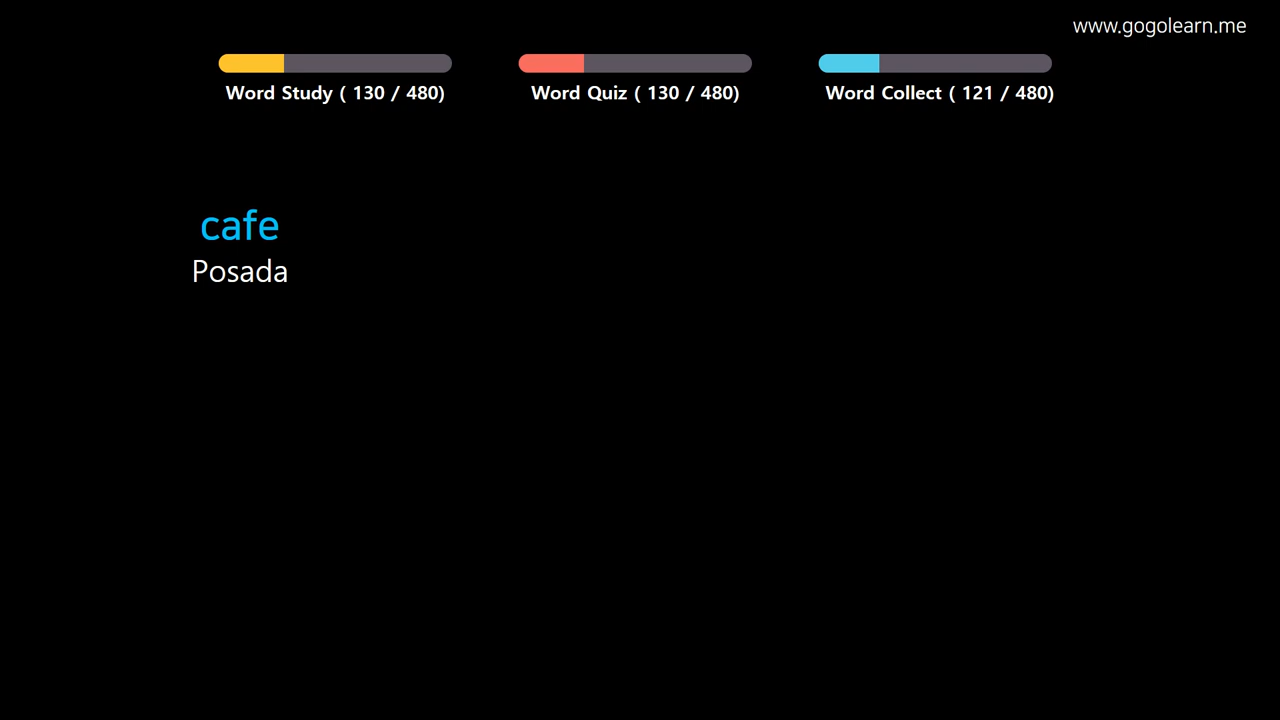 www.gogolearn.me
Word Study ( 130 / 480)
Word Quiz ( 130 / 480)
Word Collect ( 121 / 480)
cafe
Posada